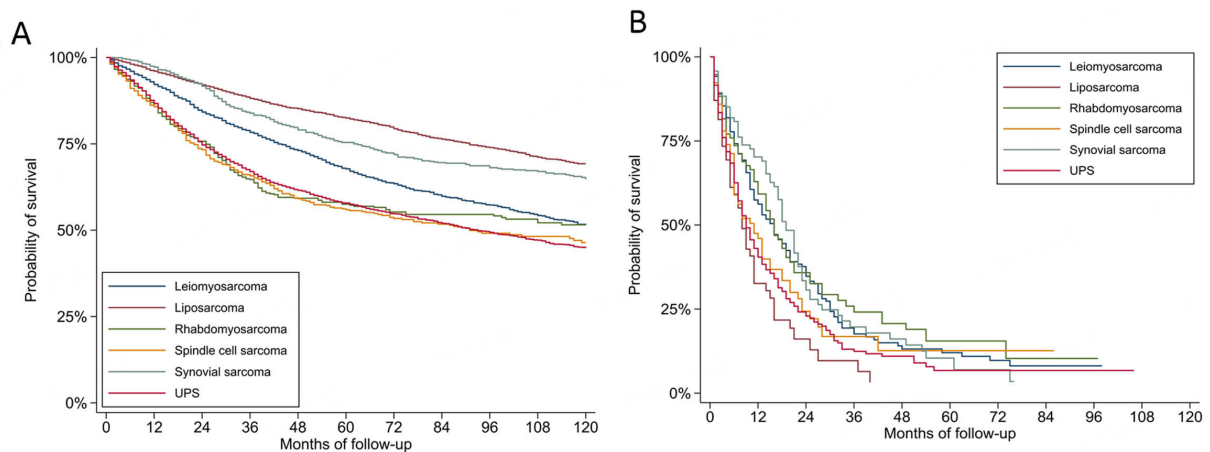 A
Probability of survival
100%
75%
50%
25%
0%
Leiomyosarcoma
Liposarcoma
Rhabdomyosarcoma
Spindle cell sarcoma
Synovial sarcoma
UPS
0 12 24 36 48 60 72 84 96 108 120
Months of follow-up
B
Probability of survival
100%
75%
50%
25%
0%
Leiomyosarcoma
Liposarcoma
Rhabdomyosarcoma
Spindle cell sarcoma
Synovial sarcoma
UPS
0 12 24 36 48 60 72 84 96 108 120
Months of follow-up